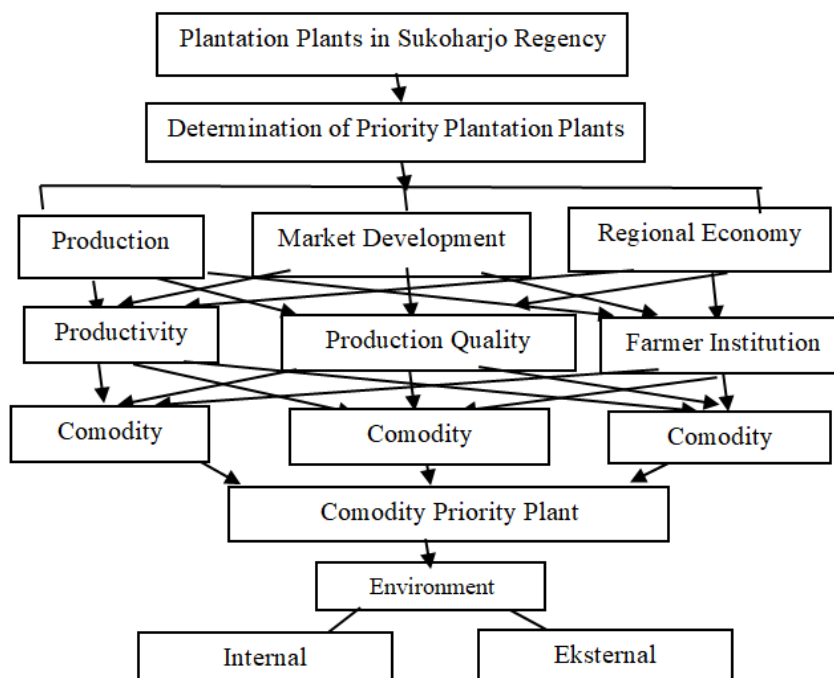 Plantation Plants in Sukoharjo Regency
Determination of Priority Plantation Plants
Production
Market Development
Regional Economy
Productivity
Production Quality
Farmer Institution
Comodity
Comodity
Comodity
Comodity Priority Plant
Environment
Internal
Eksternal